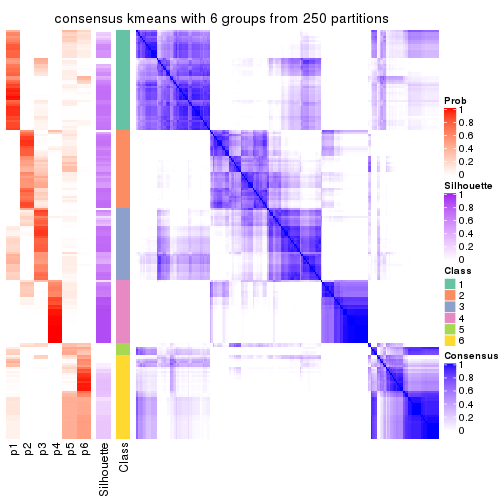 consensus kmeans with 6 groups from 250 partitions
Prob
1
0.8
0.6
0.4
0.2
0
Silhouette
1
0.8
0.6
0.4
0.2
0
Class
1
2
3
4
5
6
Consensus
1
0.8
0.6
0.4
0.2
0
p1
p2
p3
p4
p5
p6
Silhouette
Class